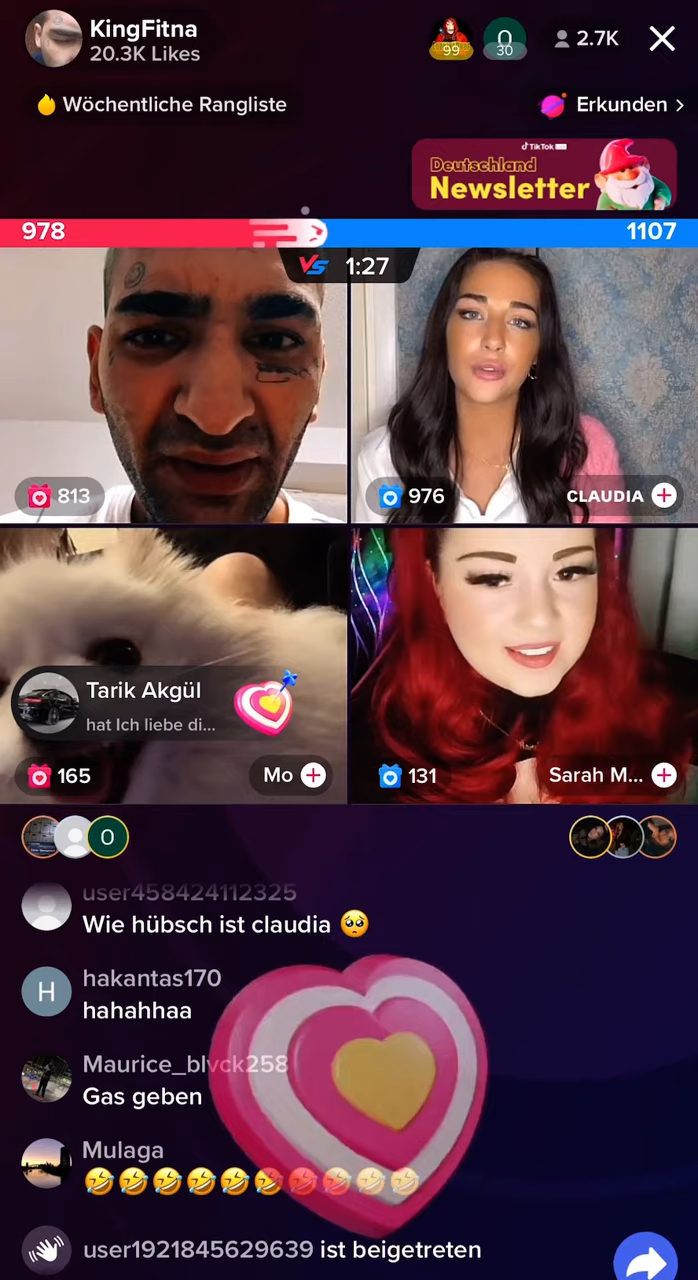 KingFitna
20.3K Likes
99
0
30
2.7K
Wöchentliche Rangliste
Erkunden
TikTok
Deutschland
Newsletter
978
1107
VS 1:27
813
976
CLAUDIA
Tarik Akgül
hat Ich liebe di...
165
Mo
131
Sarah M...
0
user458424112325
Wie hübsch ist claudia 🥺
H
hakantas170
hahahhaa
Maurice_blvck258
Gas geben
Mulaga
🤣🤣🤣🤣🤣🤣🤣🤣🤣🤣
user1921845629639 ist beigetreten